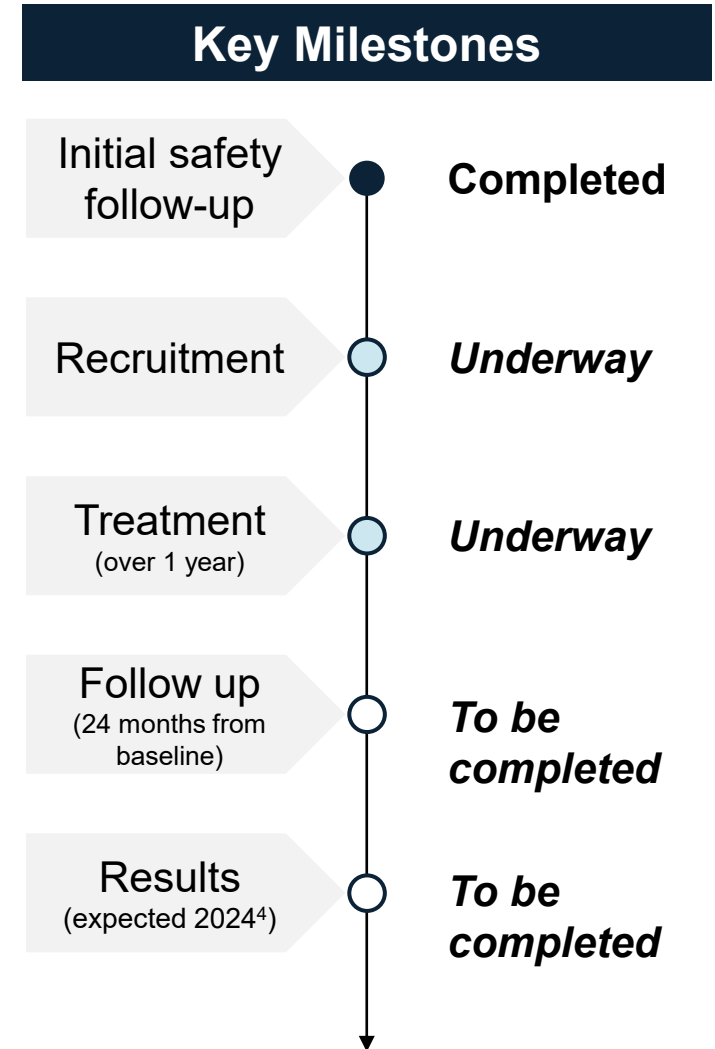 Key Milestones
Initial safety
follow-up
Completed
Recruitment
Underway
Treatment
(over 1 year)
Underway
Follow up
(24 months from
baseline)
To be
completed
Results
(expected 2024⁴)
To be
completed